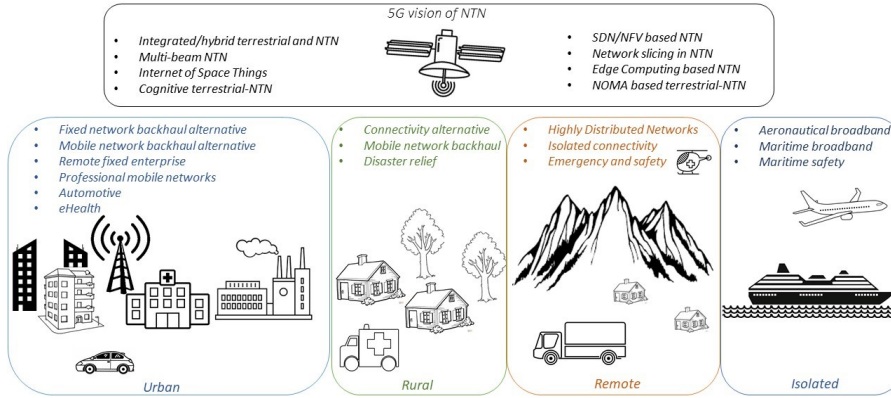 5G vision of NTN
• Integrated/hybrid terrestrial and NTN
• Multi-beam NTN
• Internet of Space Things
• Cognitive terrestrial-NTN
• SDN/NFV based NTN
• Network slicing in NTN
• Edge Computing based NTN
• NOMA based terrestrial-NTN
• Fixed network backhaul alternative
• Mobile network backhaul alternative
• Remote fixed enterprise
• Professional mobile networks
• Automotive
• eHealth
Urban
• Connectivity alternative
• Mobile network backhaul
• Disaster relief
Rural
• Highly Distributed Networks
• Isolated connectivity
• Emergency and safety
Remote
• Aeronautical broadband
• Maritime broadband
• Maritime safety
Isolated